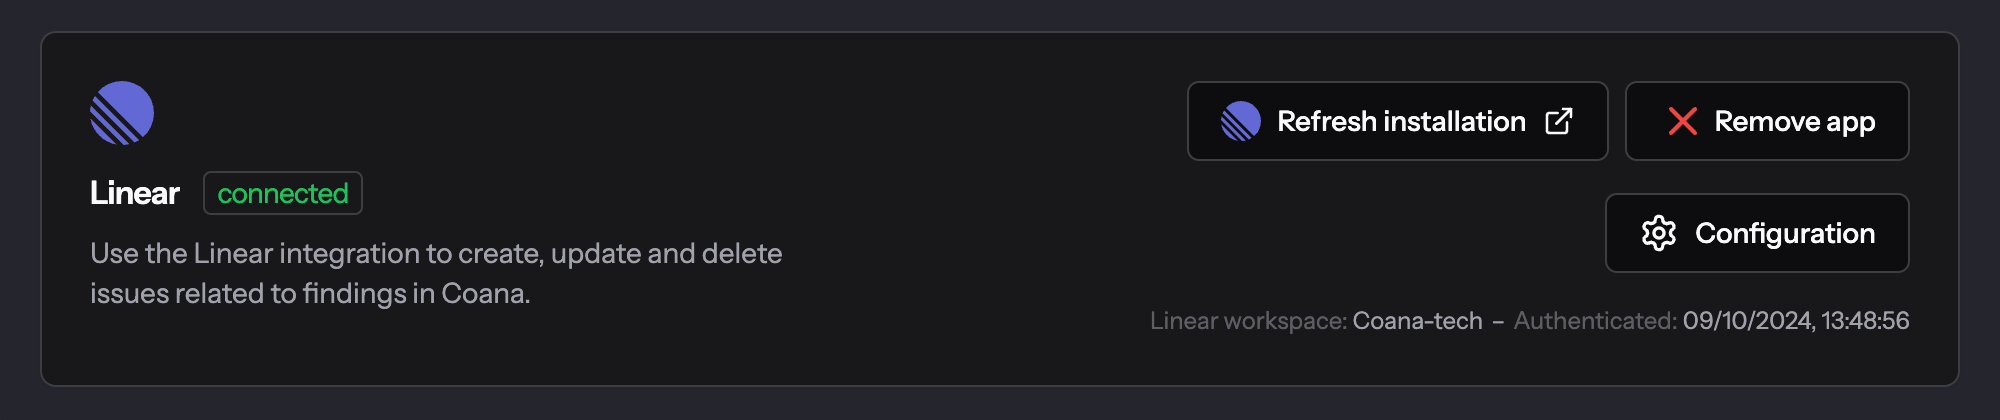 Linear connected
Use the Linear integration to create, update and delete
issues related to findings in Coana.
Refresh installation
Remove app
Configuration
Linear workspace: Coana-tech – Authenticated: 09/10/2024, 13:48:56